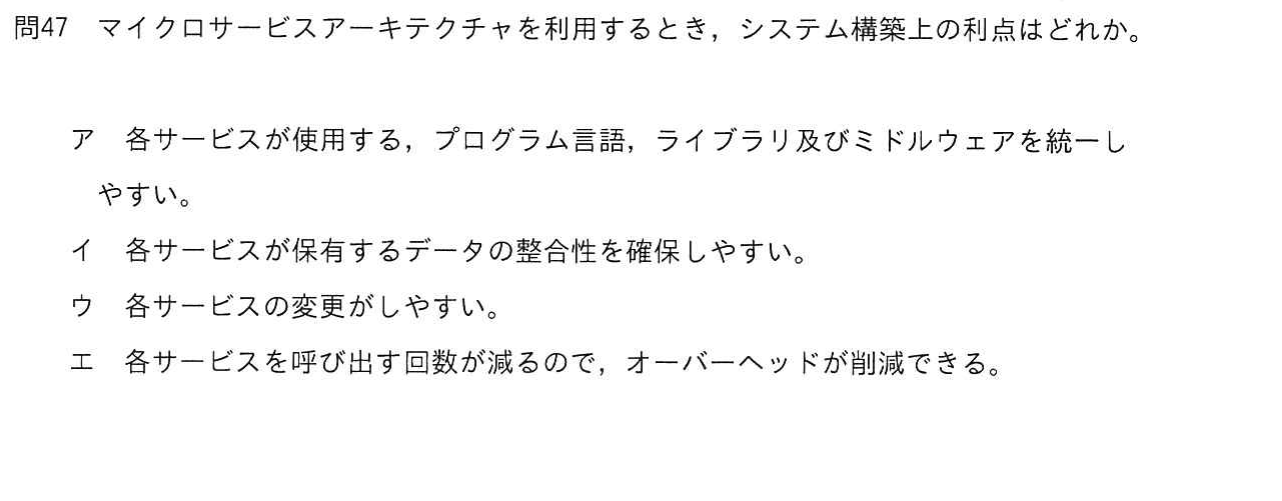 問47　マイクロサービスアーキテクチャを利用するとき，システム構築上の利点はどれか。
ア　各サービスが使用する，プログラム言語，ライブラリ及びミドルウェアを統一し
やすい。
イ　各サービスが保有するデータの整合性を確保しやすい。
ウ　各サービスの変更がしやすい。
エ　各サービスを呼び出す回数が減るので，オーバーヘッドが削減できる。